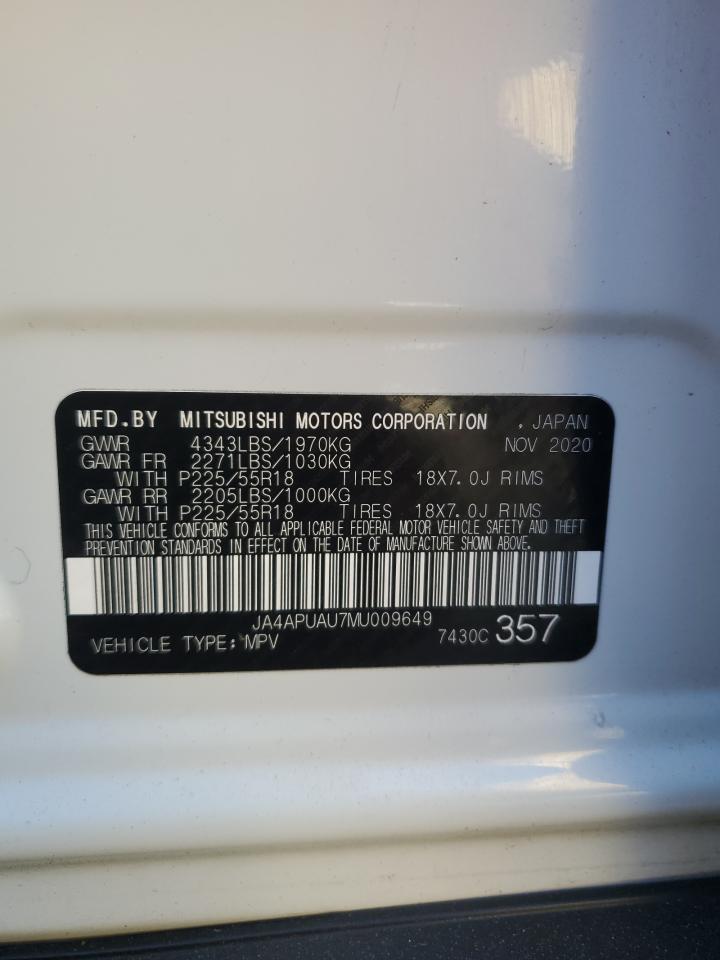 MFD.BY MITSUBISHI MOTORS CORPORATION , JAPAN
GVWR 4343LBS/1970KG NOV 2020
GAWR FR 2271LBS/1030KG
WITH P225/55R18 TIRES 18X7.0J RIMS
GAWR RR 2205LBS/1000KG
WITH P225/55R18 TIRES 18X7.0J RIMS
THIS VEHICLE CONFORMS TO ALL APPLICABLE FEDERAL MOTOR VEHICLE SAFETY AND THEFT
PREVENTION STANDARDS IN EFFECT ON THE DATE OF MANUFACTURE SHOWN ABOVE.
JA4APUAU7MU009649
VEHICLE TYPE:MPV 7430C 357